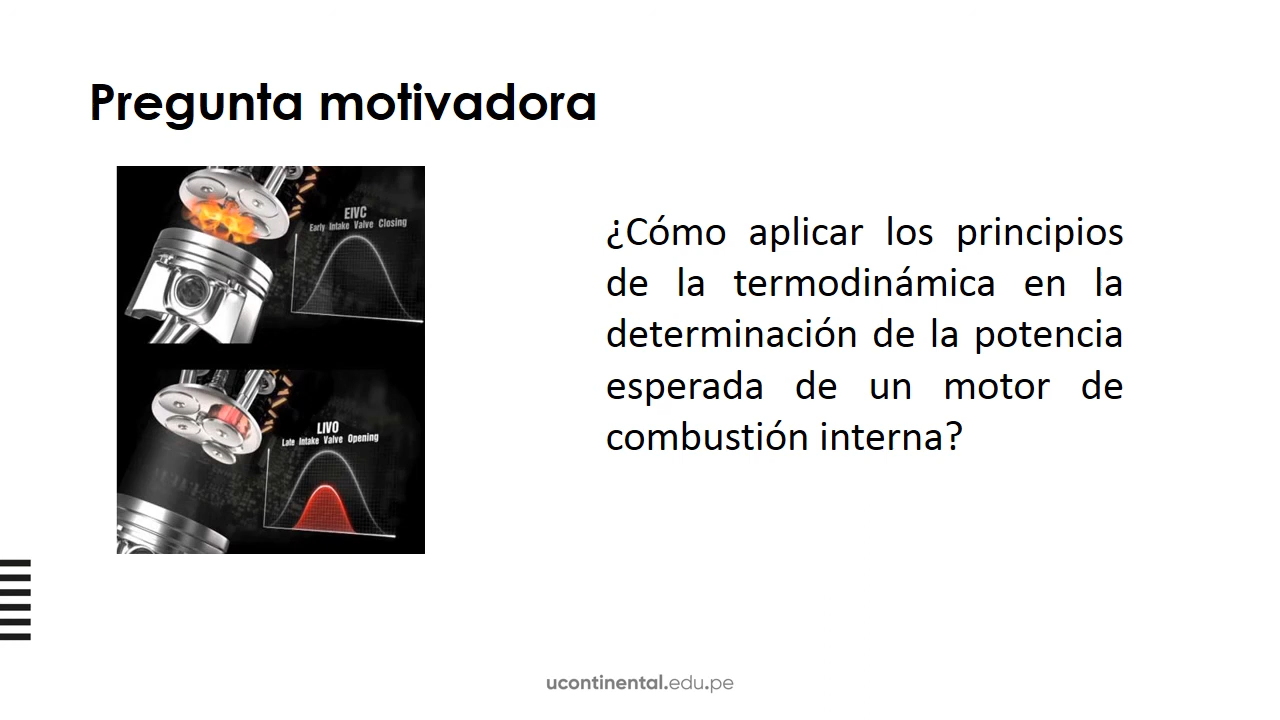 Pregunta motivadora
EIVC
Early Intake Valve Closing
LIVO
Late Intake Valve Opening
¿Cómo aplicar los principios
de la termodinámica en la
determinación de la potencia
esperada de un motor de
combustión interna?
ucontinental.edu.pe